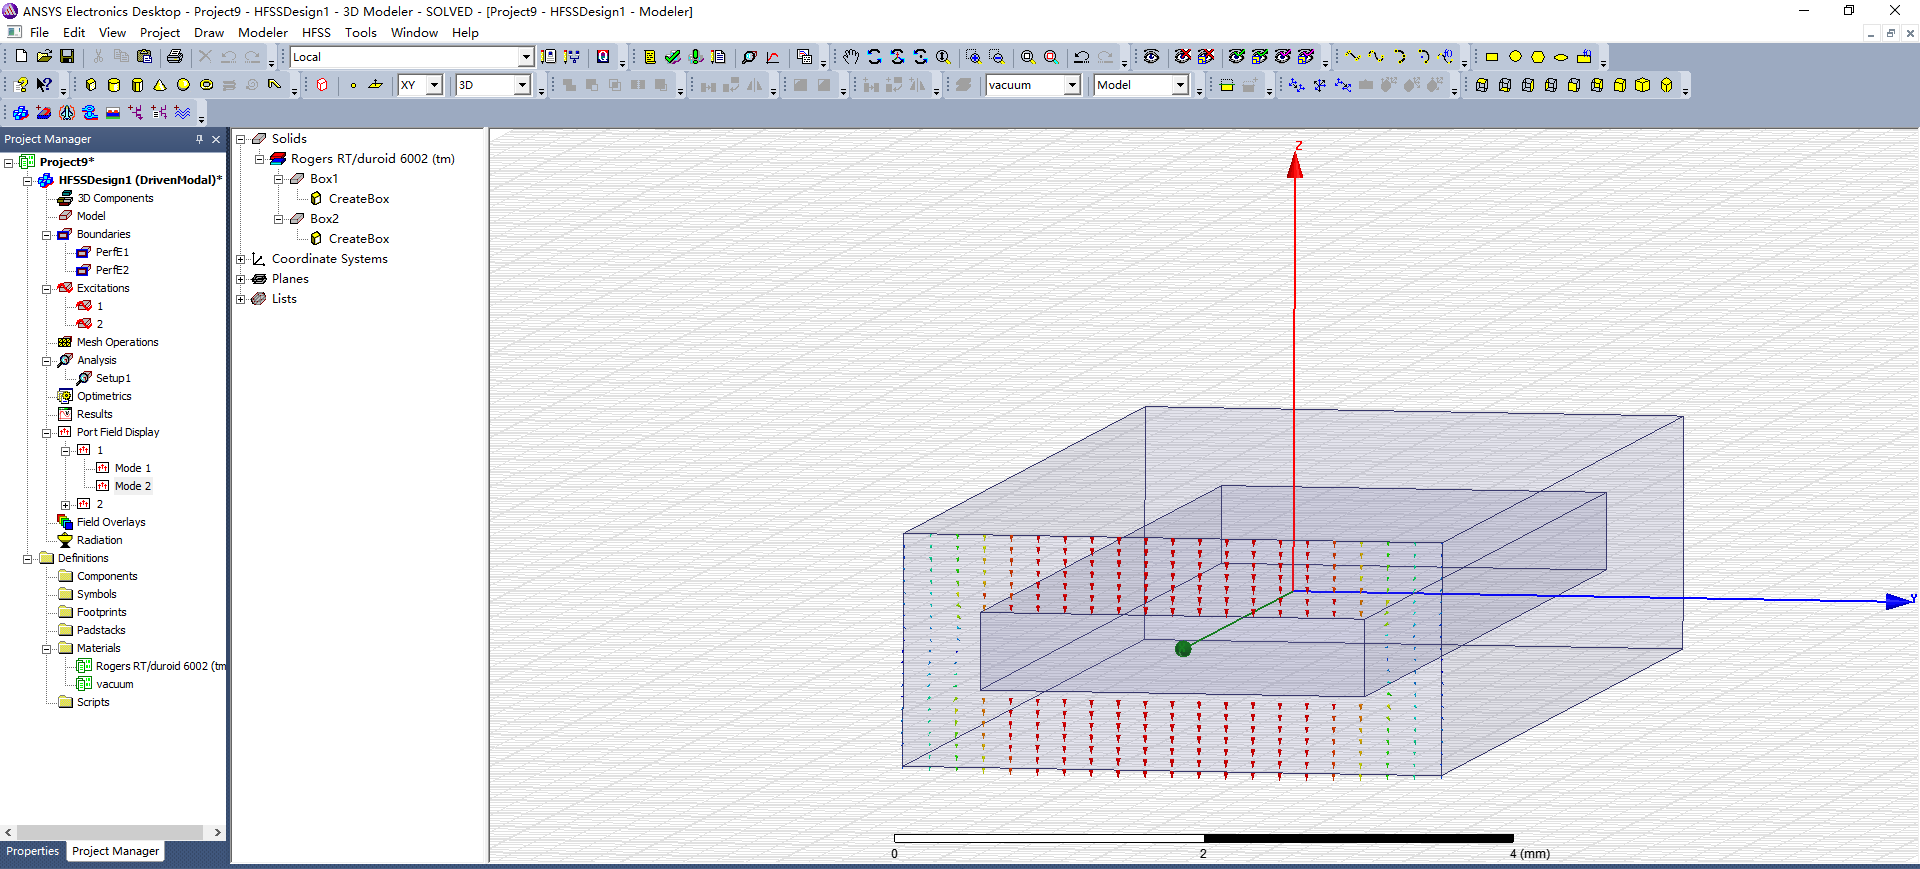 ANSYS Electronics Desktop - Project9 - HFSSDesign1 - 3D Modeler - SOLVED - [Project9 - HFSSDesign1 - Modeler]
File Edit View Project Draw Modeler HFSS Tools Window Help
Local
XY 3D vacuum Model
Project Manager
Project9*
HFSSDesign1 (DrivenModal)*
3D Components
Model
Boundaries
PerfE1
PerfE2
Excitations
1
2
Mesh Operations
Analysis
Setup1
Optimetrics
Results
Port Field Display
1
Mode 1
Mode 2
2
Field Overlays
Radiation
Definitions
Components
Symbols
Footprints
Padstacks
Materials
Rogers RT/duroid 6002 (tm
vacuum
Scripts
Properties Project Manager
Solids
Rogers RT/duroid 6002 (tm)
Box1
CreateBox
Box2
CreateBox
Coordinate Systems
Planes
Lists
Z
Y
0 2 4 (mm)